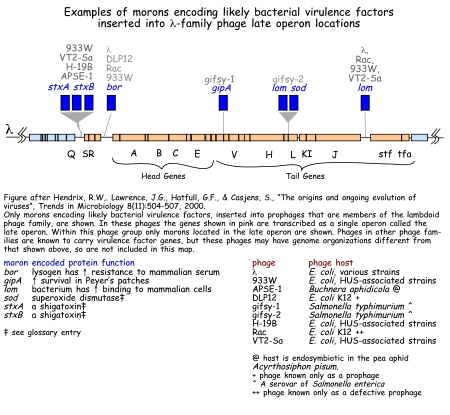 Examples of morons encoding likely bacterial virulence factors
inserted into λ-family phage late operon locations
933W
VT2-Sa
H-19B
APSE-1
stxA stxB
λ
DLP12
Rac
933W
bor
gifsy-1
gipA
gifsy-2
lom sod
λ,
Rac,
933W,
VT2-Sa
lom
λ
Q SR A B C E V H L KI J stf tfa
Head Genes Tail Genes
Figure after Hendrix, R.W,. Lawrence, J.G., Hatfull, G.F., & Casjens, S., "The origins and ongoing evolution of
viruses", Trends in Microbiology 8(11):504-507, 2000.
Only morons encoding likely bacterial virulence factors, inserted into prophages that are members of the lambdoid
phage family, are shown. In these phages the genes shown in pink are transcribed as a single operon called the
late operon. Within this phage group only morons located in the late operon are shown. Phages in other phage fam-
ilies are known to carry virulence factor genes, but these phages may have genome organizations different from
that shown above, so are not included in this map.
moron encoded protein function
bor lysogen has ↑ resistance to mammalian serum
gipA ↑ survival in Peyer's patches
lom bacterium has ↑ binding to mammalian cells
sod superoxide dismutase‡
stxA a shigatoxin‡
stxB a shigatoxin‡
‡ see glossary entry
phage phage host
λ E. coli, various strains
933W E. coli, HUS-associated strains
APSE-1 Buchnera aphidicola @
DLP12 E. coli K12 +
gifsy-1 Salmonella typhimurium ^
gifsy-2 Salmonella typhimurium ^
H-19B E. coli, HUS-associated strains
Rac E. coli K12 ++
VT2-Sa E. coli, HUS-associated strains
@ host is endosymbiotic in the pea aphid
Acyrthosiphon pisum.
+ phage known only as a prophage
^ A serovar of Salmonella enterica
++ phage known only as a defective prophage